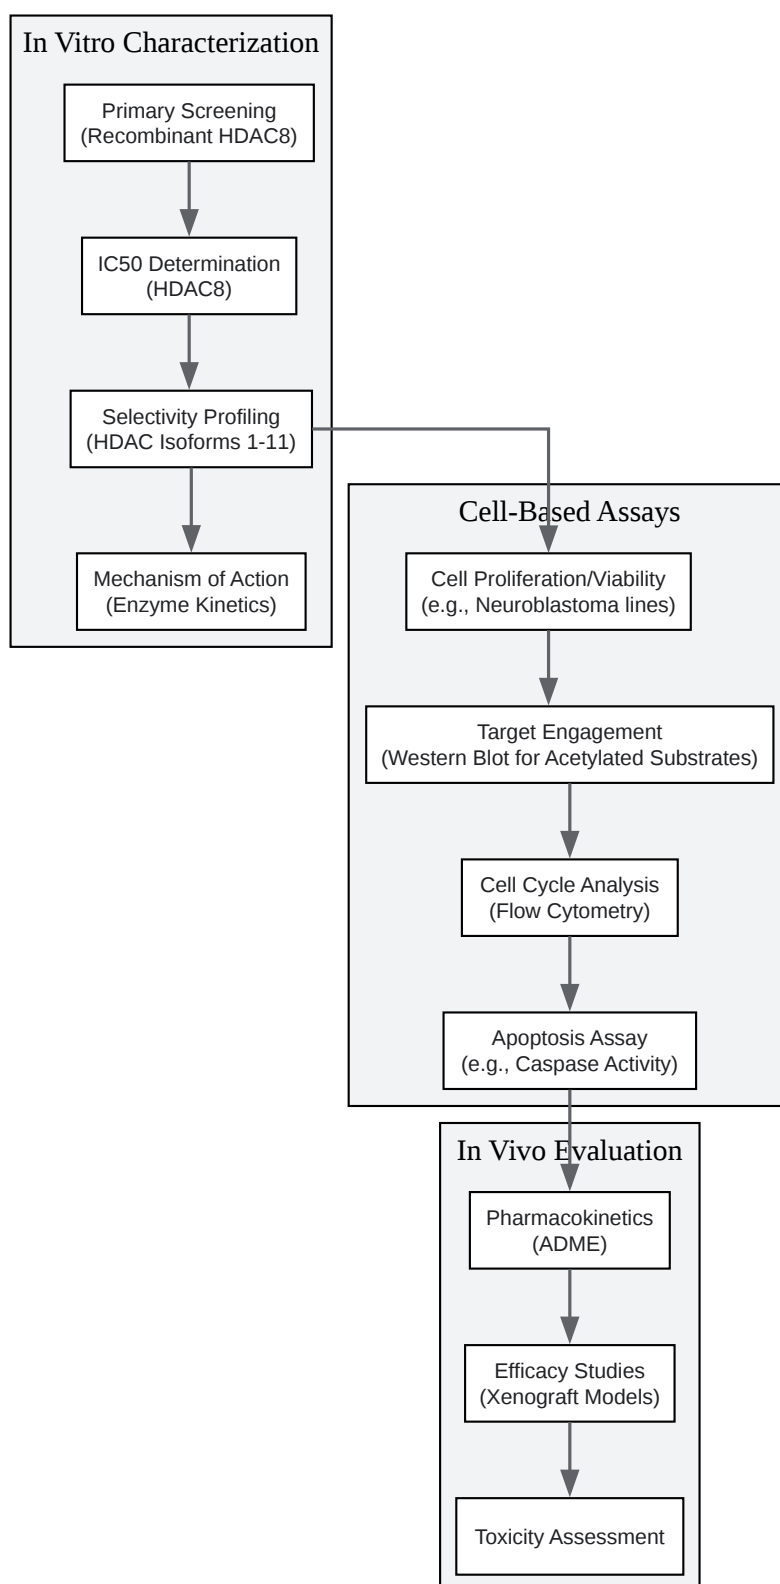 In Vitro Characterization
Primary Screening
(Recombinant HDAC8)
IC50 Determination
(HDAC8)
Selectivity Profiling
(HDAC Isoforms 1-11)
Mechanism of Action
(Enzyme Kinetics)
Cell-Based Assays
Cell Proliferation/Viability
(e.g., Neuroblastoma lines)
Target Engagement
(Western Blot for Acetylated Substrates)
Cell Cycle Analysis
(Flow Cytometry)
Apoptosis Assay
(e.g., Caspase Activity)
In Vivo Evaluation
Pharmacokinetics
(ADME)
Efficacy Studies
(Xenograft Models)
Toxicity Assessment